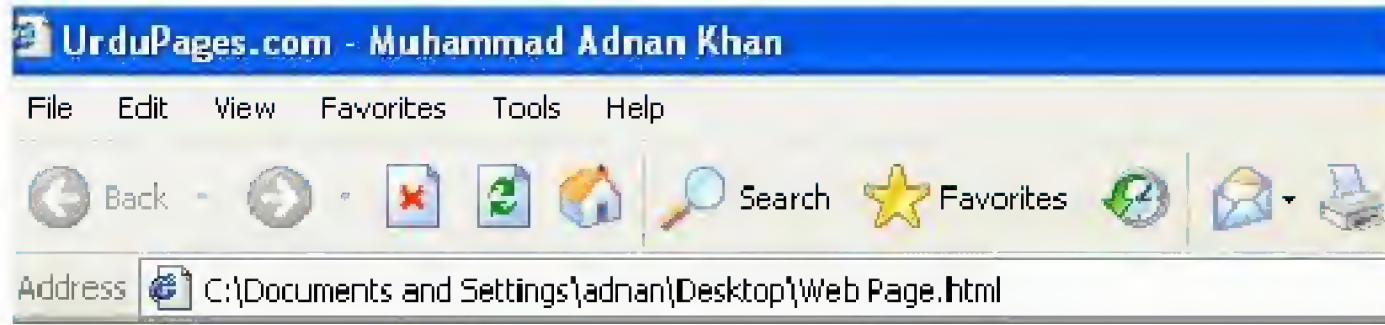 UrduPages.com - Muhammad Adnan Khan
File Edit View Favorites Tools Help
Back Search Favorites
Address C:\Documents and Settings\adnan\Desktop\Web Page.html